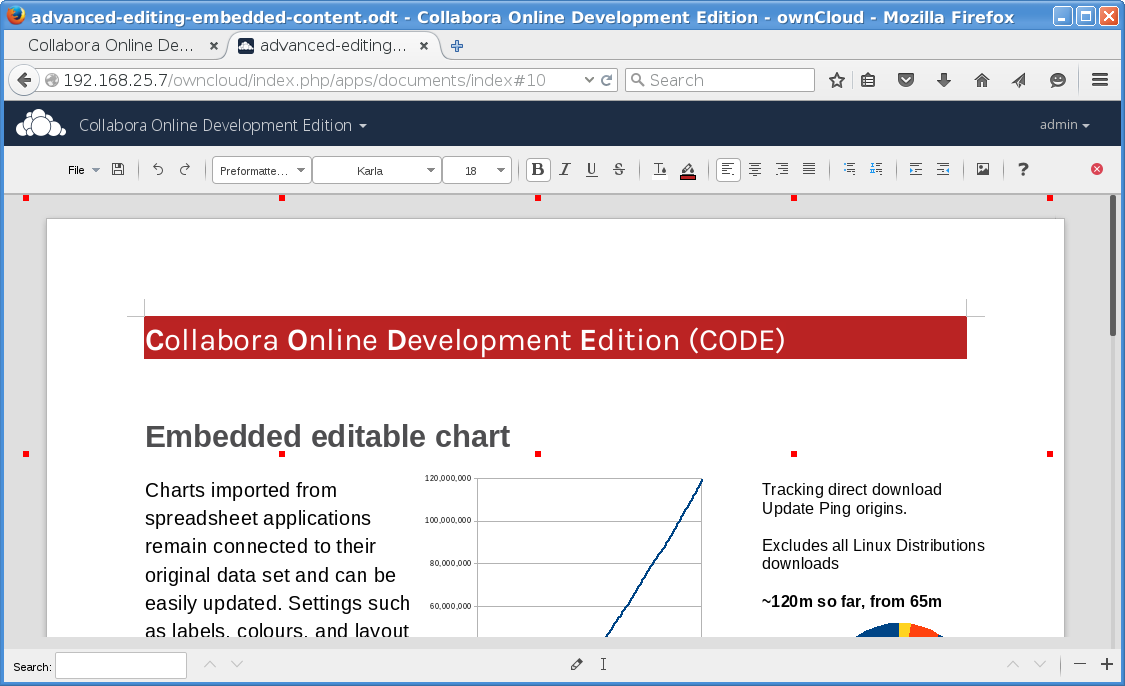 advanced-editing-embedded-content.odt - Collabora Online Development Edition - ownCloud - Mozilla Firefox
Collabora Online De...
advanced-editing...
192.168.25.7/owncloud/index.php/apps/documents/index#10
Search
Collabora Online Development Edition
admin
File
Preformatte...
Karla
18
B I U S
?
Collabora Online Development Edition (CODE)
Embedded editable chart
Charts imported from
spreadsheet applications
remain connected to their
original data set and can be
easily updated. Settings such
as labels, colours, and layout
120,000,000
100,000,000
80,000,000
60,000,000
Tracking direct download
Update Ping origins.
Excludes all Linux Distributions
downloads
~120m so far, from 65m
Search: